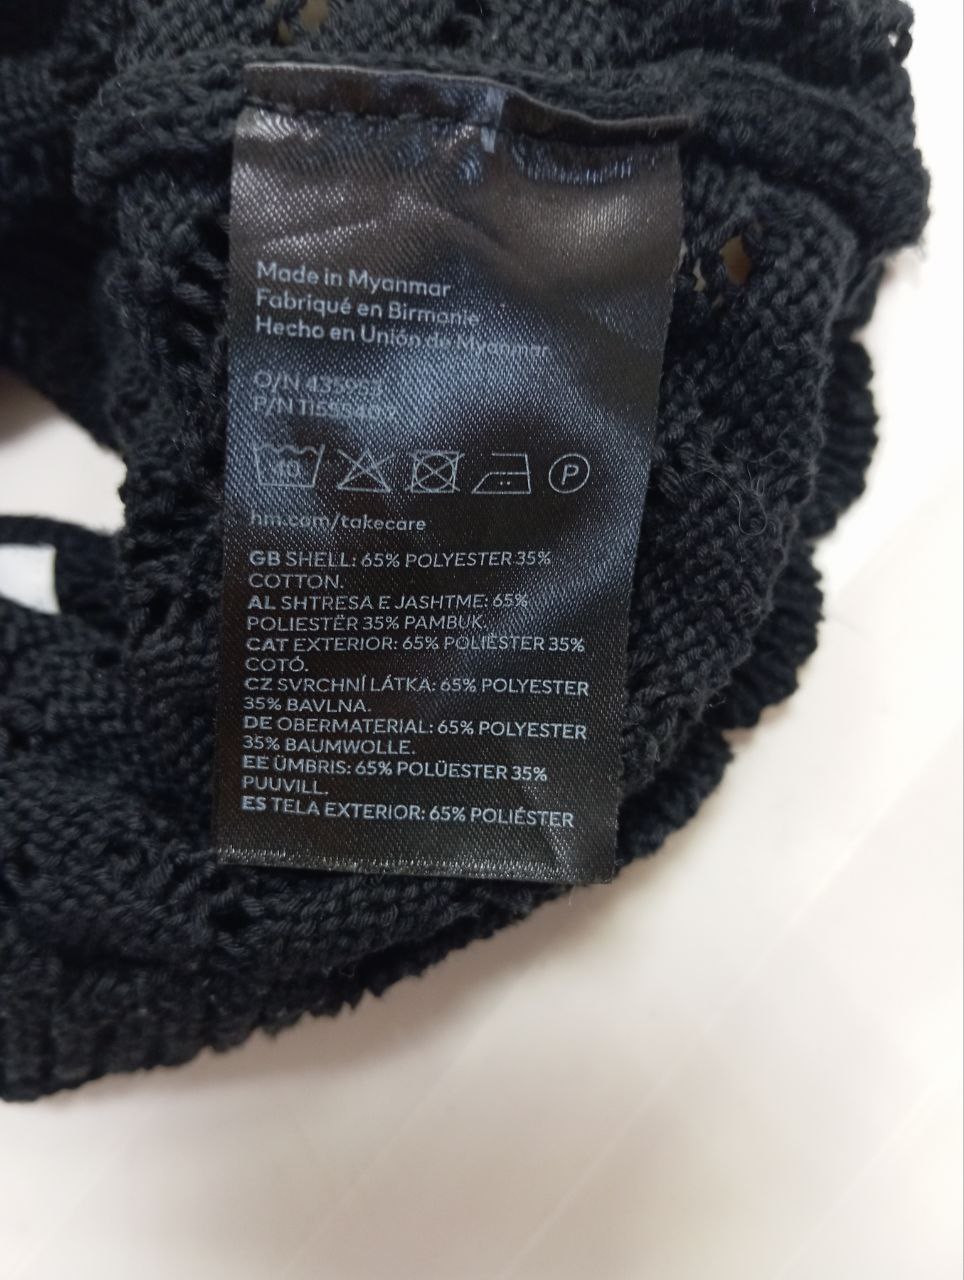 Made in Myanmar
Fabriqué en Birmanie
Hecho en Unión de Myanmar
O/N
P/N
40
P
hm.com/takecare
GB SHELL: 65% POLYESTER 35%
COTTON.
AL SHTRESA E JASHTME: 65%
POLIESTËR 35% PAMBUK.
CAT EXTERIOR: 65% POLIÈSTER 35%
COTÓ.
CZ SVRCHNÍ LÁTKA: 65% POLYESTER
35% BAVLNA.
DE OBERMATERIAL: 65% POLYESTER
35% BAUMWOLLE.
EE ÜMBRIS: 65% POLÜESTER 35%
PUUVILL.
ES TELA EXTERIOR: 65% POLIÉSTER